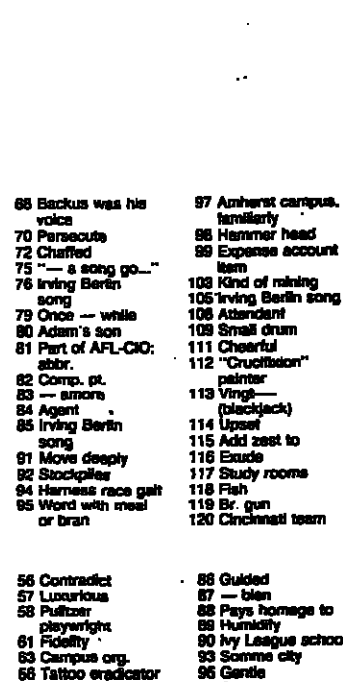 68 Backus was his
voice
70 Persecute
72 Chaffed
75 "— a song go..."
76 Irving Berlin
song
79 Once — while
80 Adam's son
81 Part of AFL-CIO:
abbr.
82 Comp. pt.
83 — amore
84 Agent
85 Irving Berlin
song
91 Move deeply
92 Stockpiles
94 Harness race gait
95 Word with meal
or bran
97 Amherst campus,
familiarly
98 Hammer head
99 Expense account
item
103 Kind of mining
105 Irving Berlin song
108 Attendant
109 Small drum
111 Cheerful
112 "Crucifixion"
painter
113 Vingt—
(blackjack)
114 Upset
115 Add zest to
116 Exude
117 Study rooms
118 Fish
119 Br. gun
120 Cincinnati team
56 Contradict
57 Luxurious
58 Pulitzer
playwright
61 Fidelity
63 Campus org.
66 Tattoo eradicator
86 Guided
87 — bien
88 Pays homage to
89 Humidity
90 Ivy League school
93 Somme city
95 Gentle